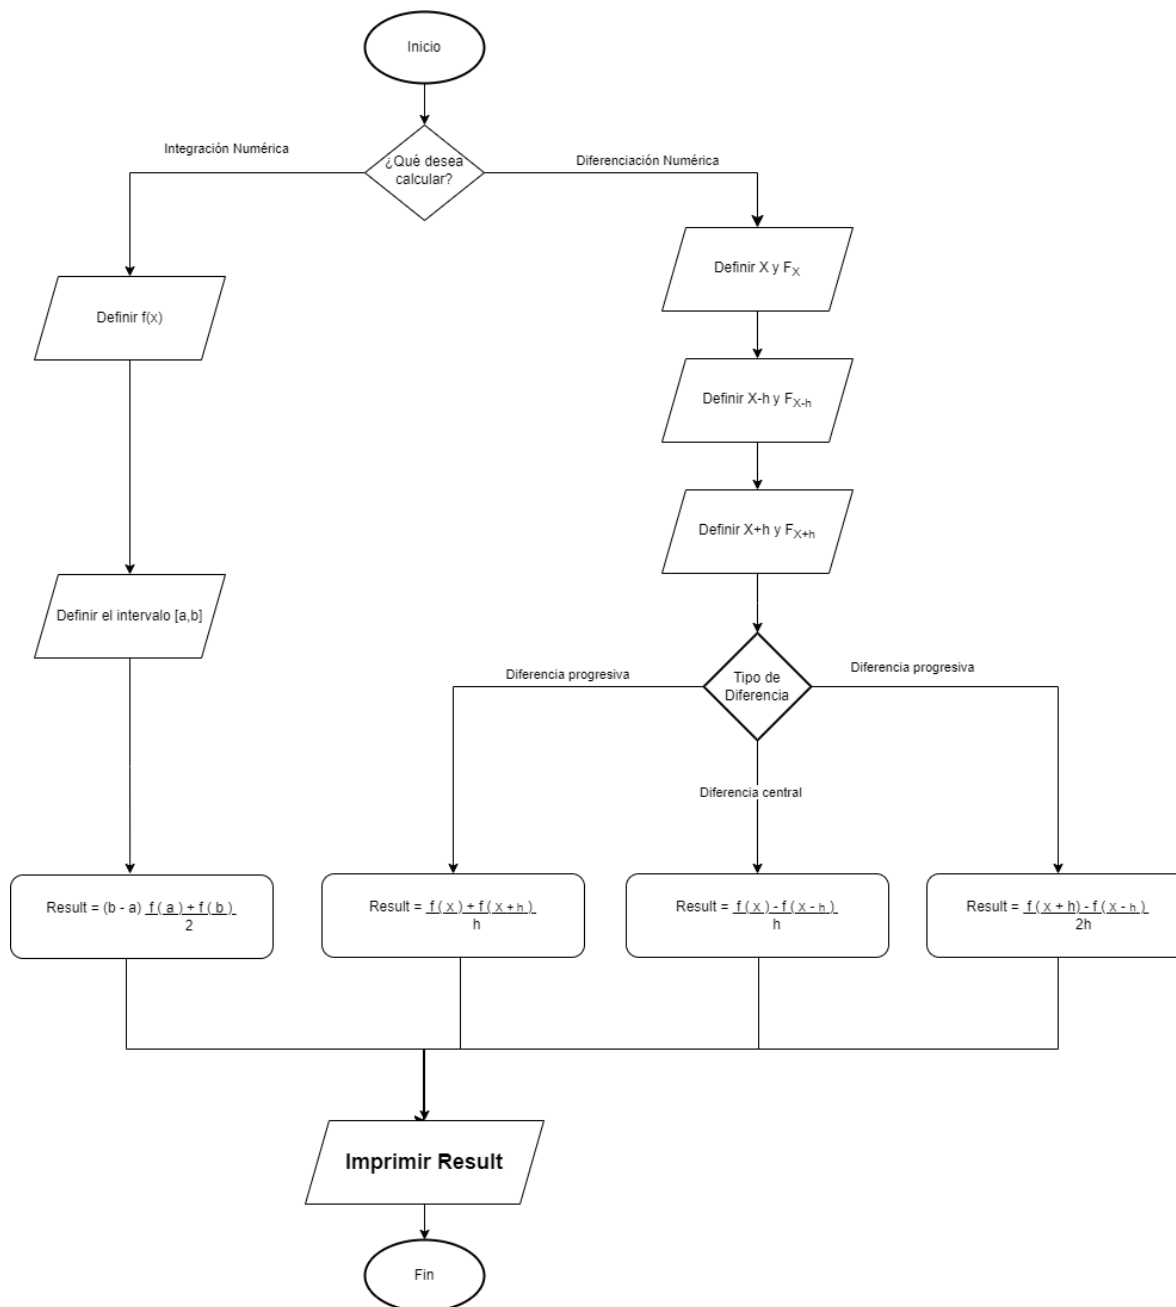 Inicio
¿Qué desea
calcular?
Integración Numérica
Diferenciación Numérica
Definir X y F_X
Definir f(x)
Definir X-h y F_X-h
Definir X+h y F_X+h
Definir el intervalo [a,b]
Tipo de
Diferencia
Diferencia progresiva
Diferencia progresiva
Diferencia central
Result = (b - a) f ( a ) + f ( b )
2
Result = f ( x ) + f ( x + h )
h
Result = f ( x ) - f ( x - h )
h
Result = f ( x + h) - f ( x - h )
2h
Imprimir Result
Fin